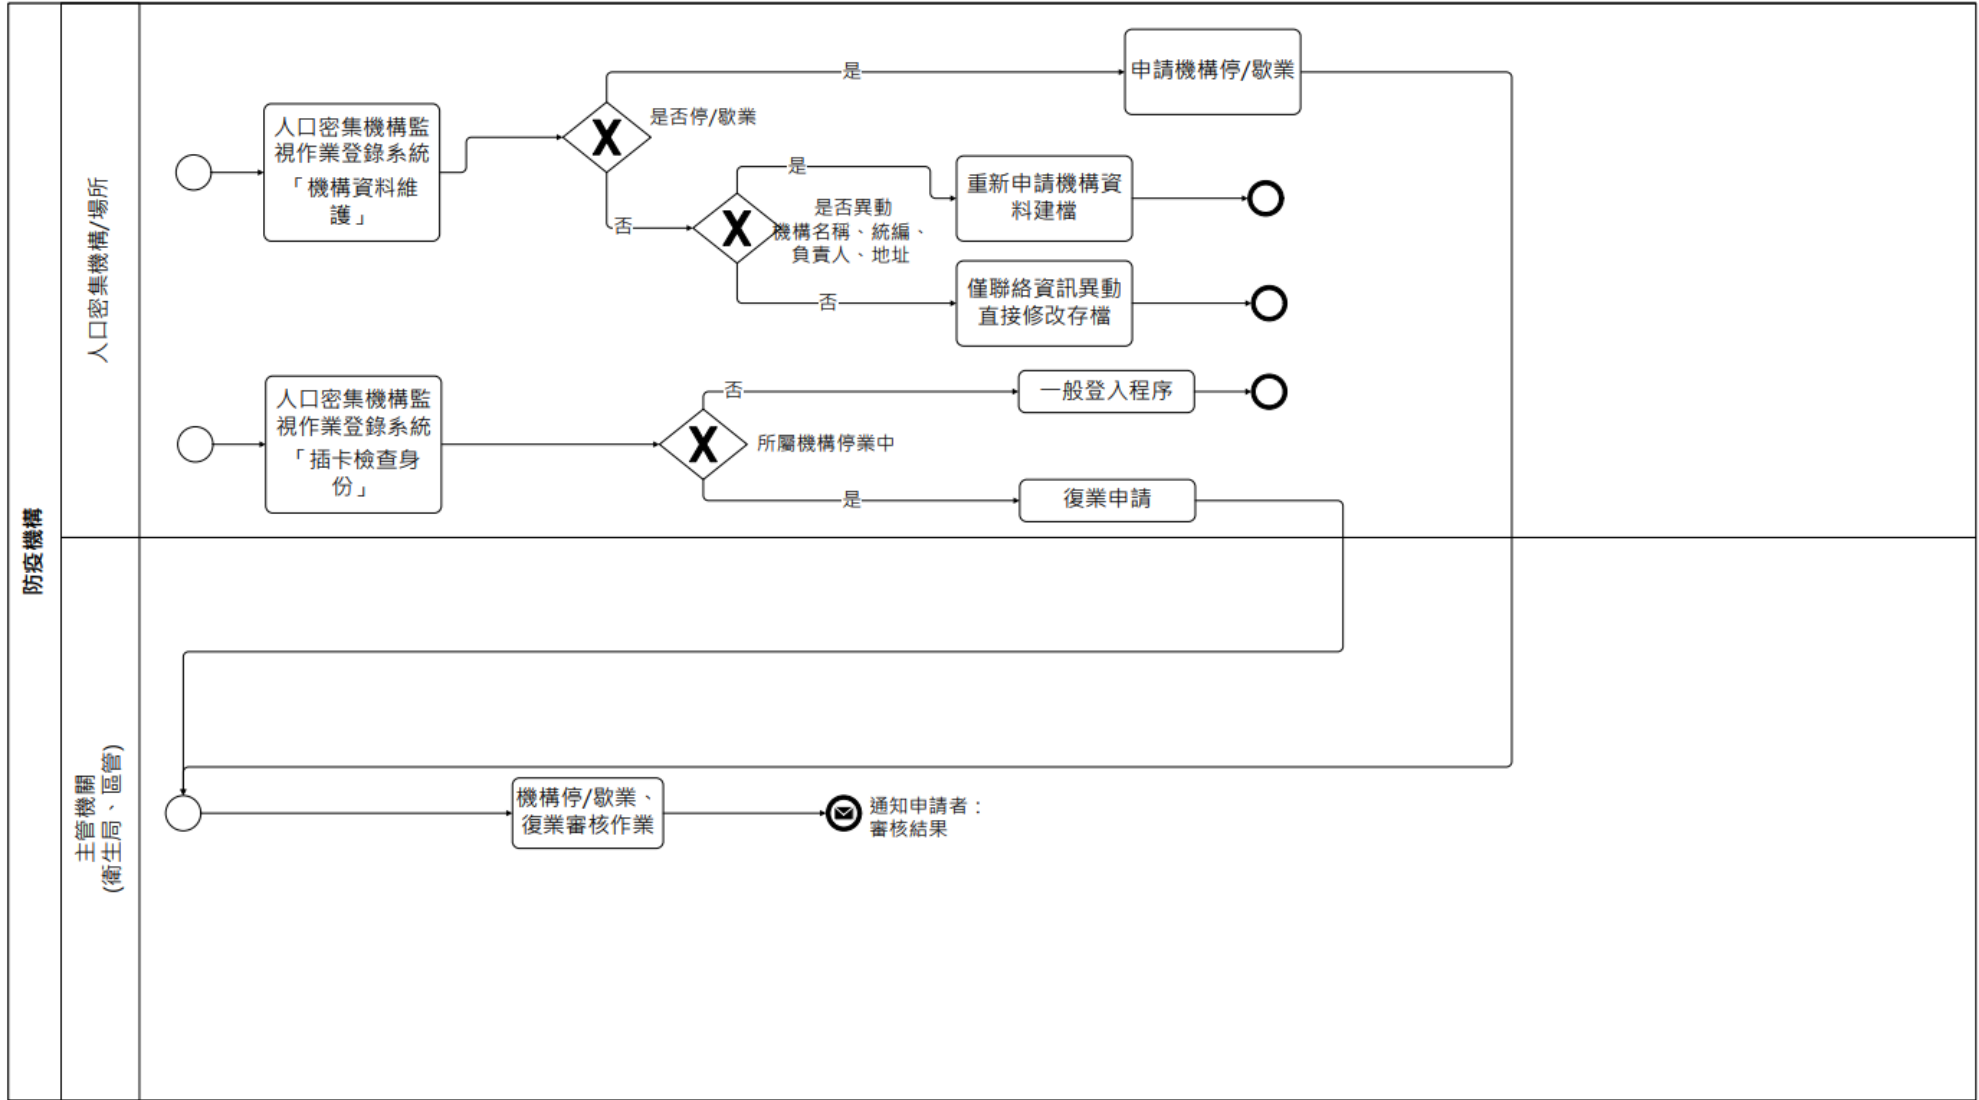 防疫機構
人口密集機構/場所
人口密集機構監
視作業登錄系統
「機構資料維
護」
是否停/歇業
是
申請機構停/歇業
否
是否異動
機構名稱、統編、
負責人、地址
是
重新申請機構資
料建檔
否
僅聯絡資訊異動
直接修改存檔
人口密集機構監
視作業登錄系統
「插卡檢查身
份」
所屬機構停業中
否
一般登入程序
是
復業申請
主管機關
(衛生局、區管)
機構停/歇業、
復業審核作業
通知申請者：
審核結果